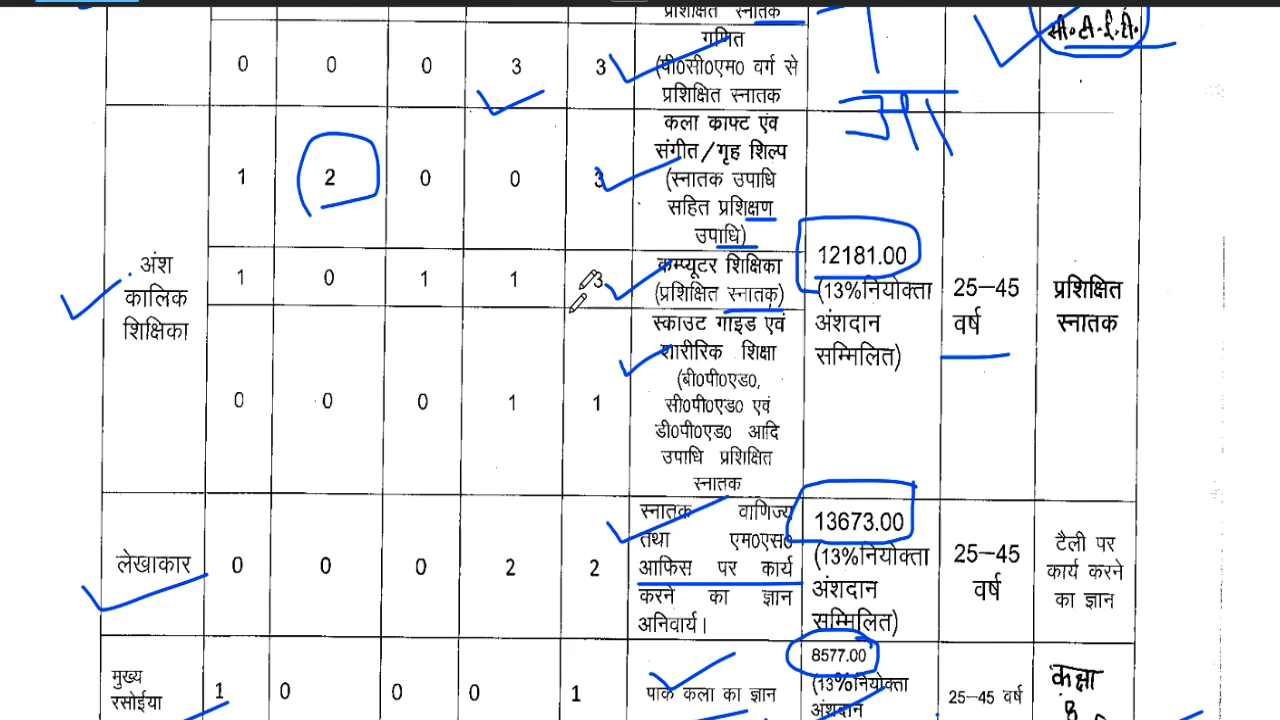 प्रशिक्षित स्नातक
सी.टी.ई.टी.
0 0 0 3 3
गणित
(पी0सी0एम0 वर्ग से
प्रशिक्षित स्नातक
1 2 0 0 3
कला काफ्ट एंव
संगीत/गृह शिल्प
(स्नातक उपाधि
सहित प्रशिक्षण
उपाधि)
अंश
कालिक
शिक्षिका
1 0 1 1 3
कम्प्यूटर शिक्षिका
(प्रशिक्षित स्नातक)
12181.00
(13%नियोक्ता
अंशदान
सम्मिलित)
25–45
वर्ष
प्रशिक्षित
स्नातक
0 0 0 1 1
स्काउट गाइड एवं
शारीरिक शिक्षा
(बी0पी0एड0,
सी0पी0एड0 एवं
डी0पी0एड0 आदि
उपाधि प्रशिक्षित
स्नातक
लेखाकार
0 0 0 2 2
स्नातक वाणिज्य
तथा एम0एस0
आफिस पर कार्य
करने का ज्ञान
अनिवार्य।
13673.00
(13%नियोक्ता
अंशदान
सम्मिलित)
25–45
वर्ष
टैली पर
कार्य करने
का ज्ञान
मुख्य
रसोईया
1 0 0 0 1
पाक कला का ज्ञान
8577.00
(13%नियोक्ता
अंशदान
25-45 वर्ष
कक्षा
8